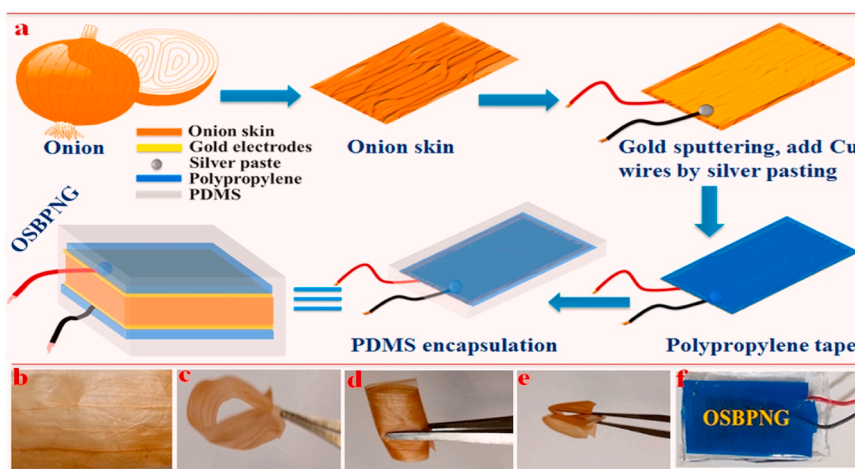 a
Onion
Onion skin
Gold sputtering, add Cu
wires by silver pasting
Onion skin
Gold electrodes
Silver paste
Polypropylene
PDMS
OSBPNG
PDMS encapsulation
Polypropylene tape
b
c
d
e
f
OSBPNG